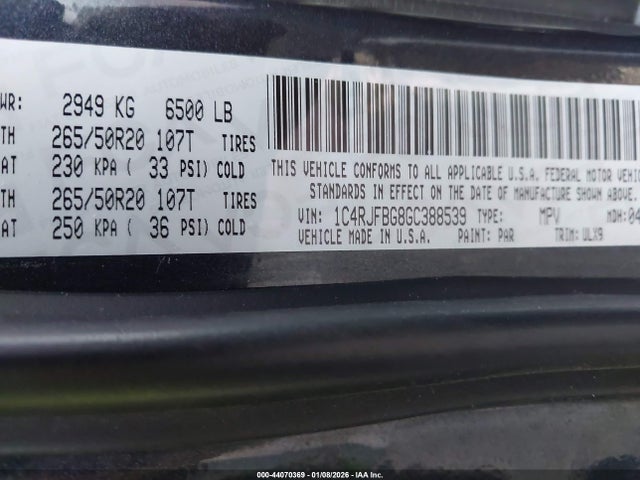 WR: 2949 KG 6500 LB
TH 265/50R20 107T TIRES
AT 230 KPA ( 33 PSI) COLD
TH 265/50R20 107T TIRES
AT 250 KPA ( 36 PSI) COLD
THIS VEHICLE CONFORMS TO ALL APPLICABLE U.S.A. FEDERAL MOTOR VEHIC
STANDARDS IN EFFECT ON THE DATE OF MANUFACTURE SHOWN ABOVE.
VIN: 1C4RJFBG8GC388539 TYPE: MPV MDH:0
VEHICLE MADE IN U.S.A. PAINT: PAR TRIM: ULX9
000-44070369 | 01/08/2026 - IAA Inc.